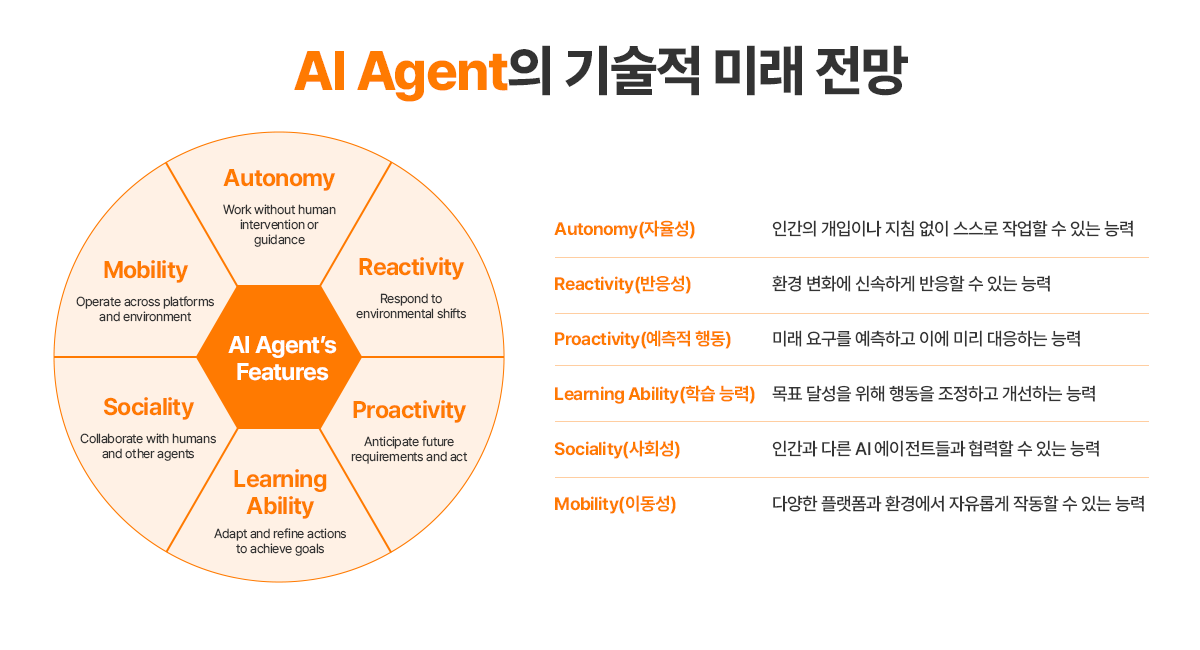 AI Agent의 기술적 미래 전망
Autonomy
Work without human
intervention or
guidance
Reactivity
Respond to
environmental shifts
Proactivity
Anticipate future
requirements and act
Learning
Ability
Adapt and refine actions
to achieve goals
Sociality
Collaborate with humans
and other agents
Mobility
Operate across platforms
and environment
AI Agent’s
Features
Autonomy(자율성) 인간의 개입이나 지침 없이 스스로 작업할 수 있는 능력
Reactivity(반응성) 환경 변화에 신속하게 반응할 수 있는 능력
Proactivity(예측적 행동) 미래 요구를 예측하고 이에 미리 대응하는 능력
Learning Ability(학습 능력) 목표 달성을 위해 행동을 조정하고 개선하는 능력
Sociality(사회성) 인간과 다른 AI 에이전트들과 협력할 수 있는 능력
Mobility(이동성) 다양한 플랫폼과 환경에서 자유롭게 작동할 수 있는 능력